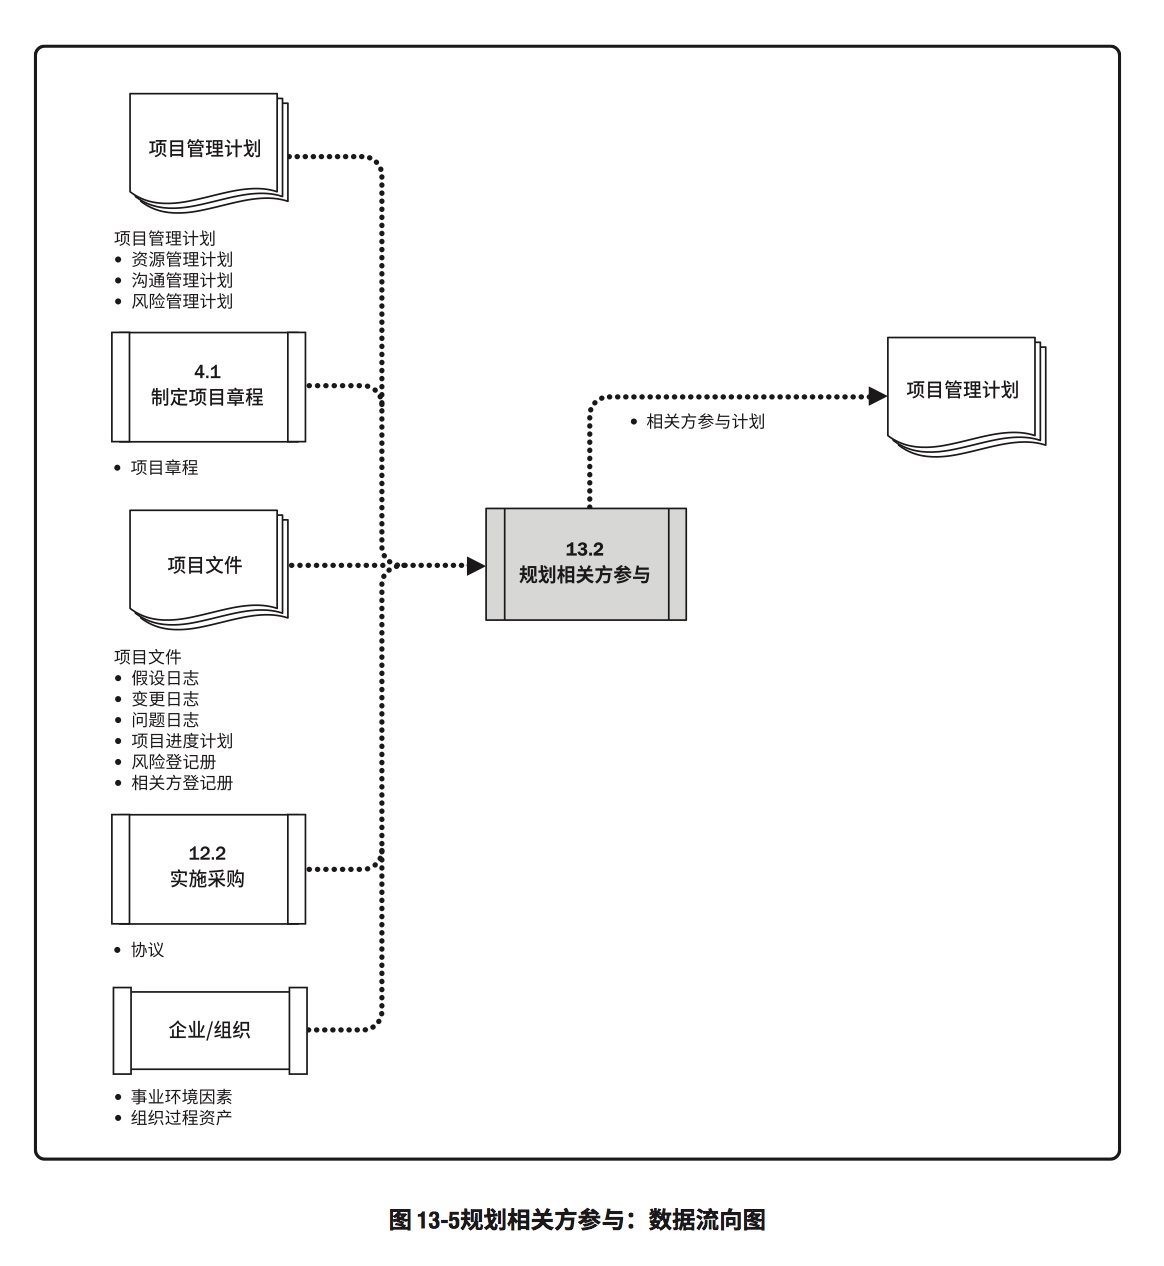 项目管理计划
项目管理计划
• 资源管理计划
• 沟通管理计划
• 风险管理计划
4.1
制定项目章程
• 项目章程
项目文件
项目文件
• 假设日志
• 变更日志
• 问题日志
• 项目进度计划
• 风险登记册
• 相关方登记册
12.2
实施采购
• 协议
企业/组织
• 事业环境因素
• 组织过程资产
13.2
规划相关方参与
• 相关方参与计划
项目管理计划
图 13-5规划相关方参与：数据流向图